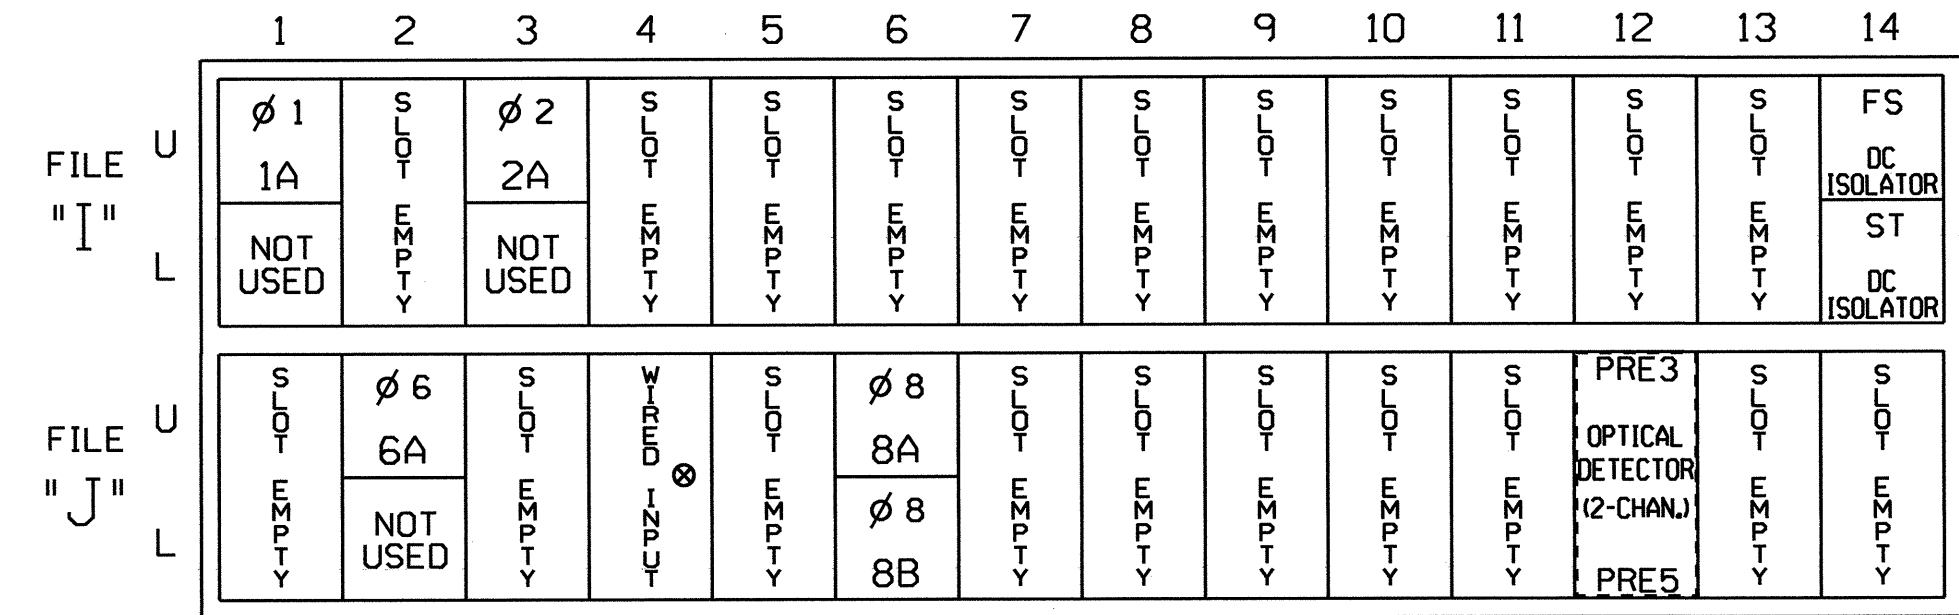 1 2 3 4 5 6 7 8 9 10 11 12 13 14
FILE "I"
U
L
Ø 1
1A
NOT USED
SLOT EMPTY
Ø 2
2A
NOT USED
SLOT EMPTY
SLOT EMPTY
SLOT EMPTY
SLOT EMPTY
SLOT EMPTY
SLOT EMPTY
SLOT EMPTY
SLOT EMPTY
SLOT EMPTY
SLOT EMPTY
FS
DC
ISOLATOR
ST
DC
ISOLATOR
FILE "J"
U
L
SLOT EMPTY
Ø 6
6A
NOT USED
SLOT EMPTY
WIRED INPUT ⊗
SLOT EMPTY
Ø 8
8A
Ø 8
8B
SLOT EMPTY
SLOT EMPTY
SLOT EMPTY
SLOT EMPTY
SLOT EMPTY
PRE3
OPTICAL
DETECTOR
(2-CHAN.)
PRE5
SLOT EMPTY
SLOT EMPTY